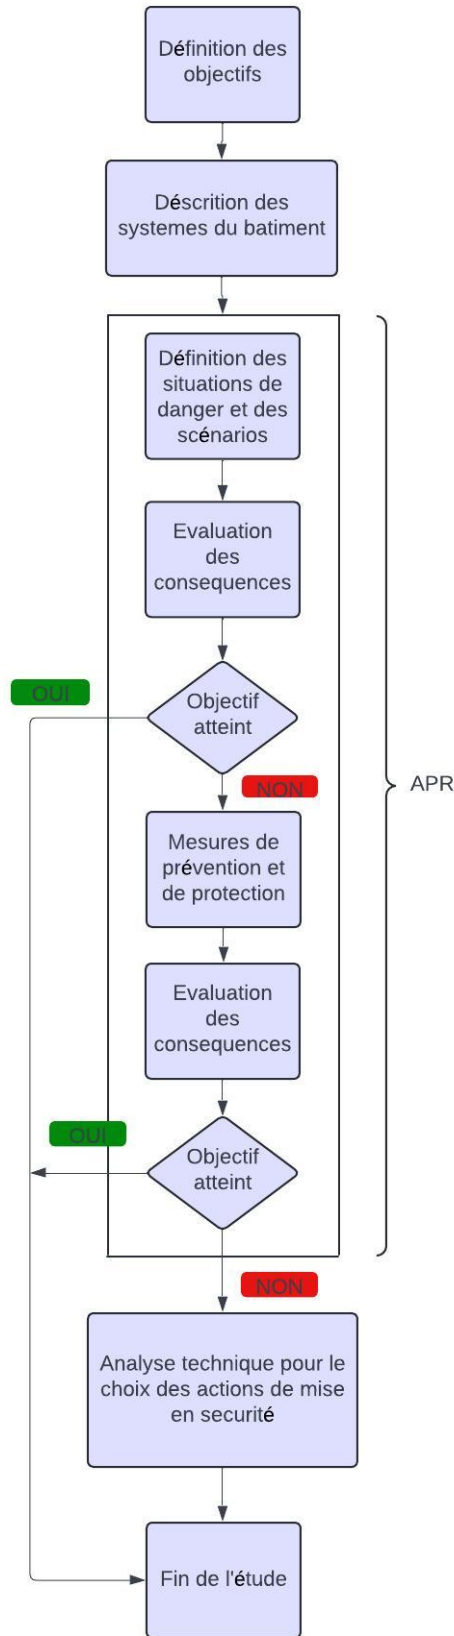 Définition des
objectifs
Déscrition des
systemes du batiment
Définition des
situations de
danger et des
scénarios
Evaluation
des
consequences
OUI
Objectif
atteint
NON
APR
Mesures de
prévention et
de protection
Evaluation
des
consequences
OUI
Objectif
atteint
NON
Analyse technique pour le
choix des actions de mise
en securité
Fin de l'étude